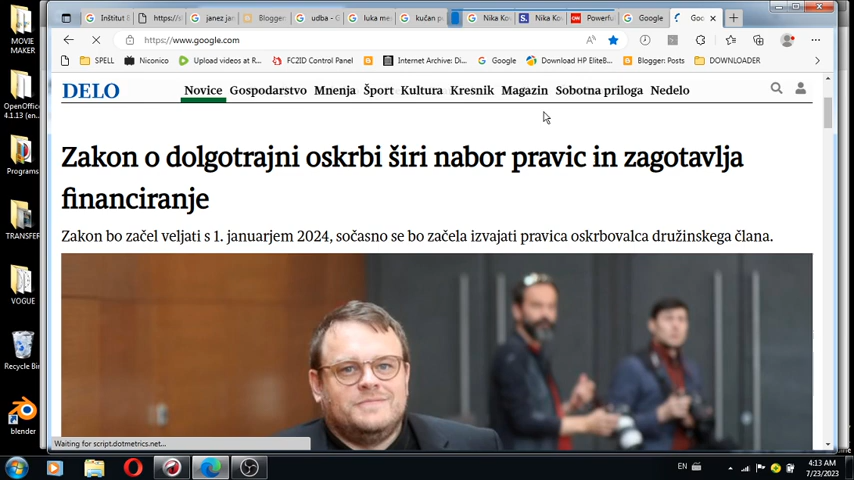 MOVIE
MAKER
OpenOffice
4.1.13 (en...
Programs
TRANSFER
VOGUE
Recycle Bin
blender
Inštitut 8
https://s
janez jan
Blogger
udba - G
luka me
kučan po
Nika Ko
Nika Ko
Powerfu
Google
Goo
https://www.google.com
SPELL
Niconico
Upload videos at R...
FC2ID Control Panel
B
Internet Archive: Di...
Google
Download HP EliteB...
Blogger: Posts
DOWNLOADER
DELO
Novice Gospodarstvo Mnenja Šport Kultura Kresnik Magazin Sobotna priloga Nedelo
Zakon o dolgotrajni oskrbi širi nabor pravic in zagotavlja
financiranje
Zakon bo začel veljati s 1. januarjem 2024, sočasno se bo začela izvajati pravica oskrbovalca družinskega člana.
Waiting for script.dotmetrics.net...
EN
4:13 AM
7/23/2023